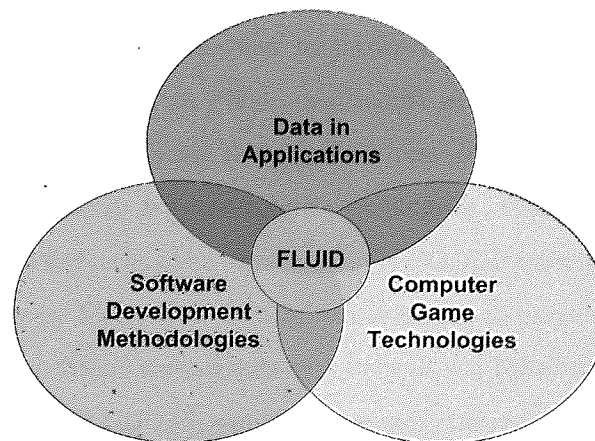 Data in
Applications
FLUID
Software
Development
Methodologies
Computer
Game
Technologies